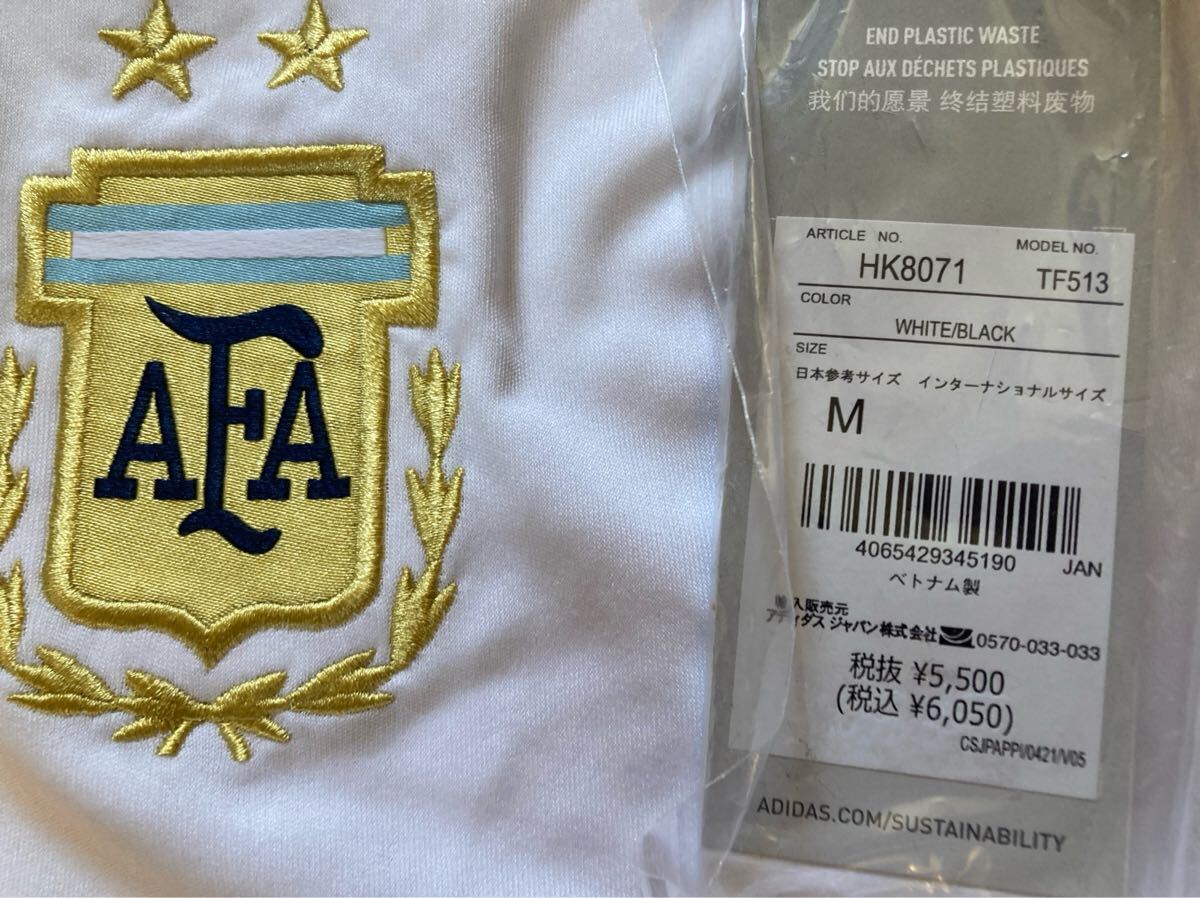 AFA
END PLASTIC WASTE
STOP AUX DÉCHETS PLASTIQUES
我们的愿景 终结塑料废物
ARTICLE NO. MODEL NO.
HK8071 TF513
COLOR
WHITE/BLACK
SIZE
日本参考サイズ インターナショナルサイズ
M
4065429345190 JAN
ベトナム製
入販売元
アディダス ジャパン株式会社 0570-033-033
税抜 ¥5,500
(税込 ¥6,050)
CSJPAPPI/0421/V05
ADIDAS.COM/SUSTAINABILITY